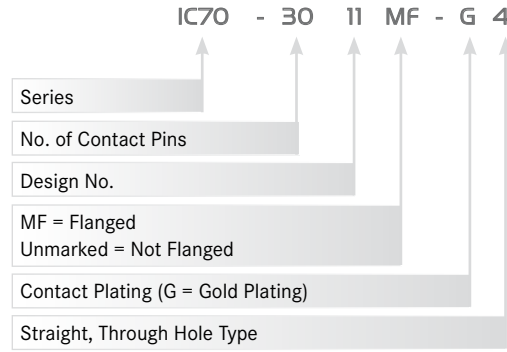 IC70 - 30 11 MF - G 4
Series
No. of Contact Pins
Design No.
MF = Flanged
Unmarked = Not Flanged
Contact Plating (G = Gold Plating)
Straight, Through Hole Type